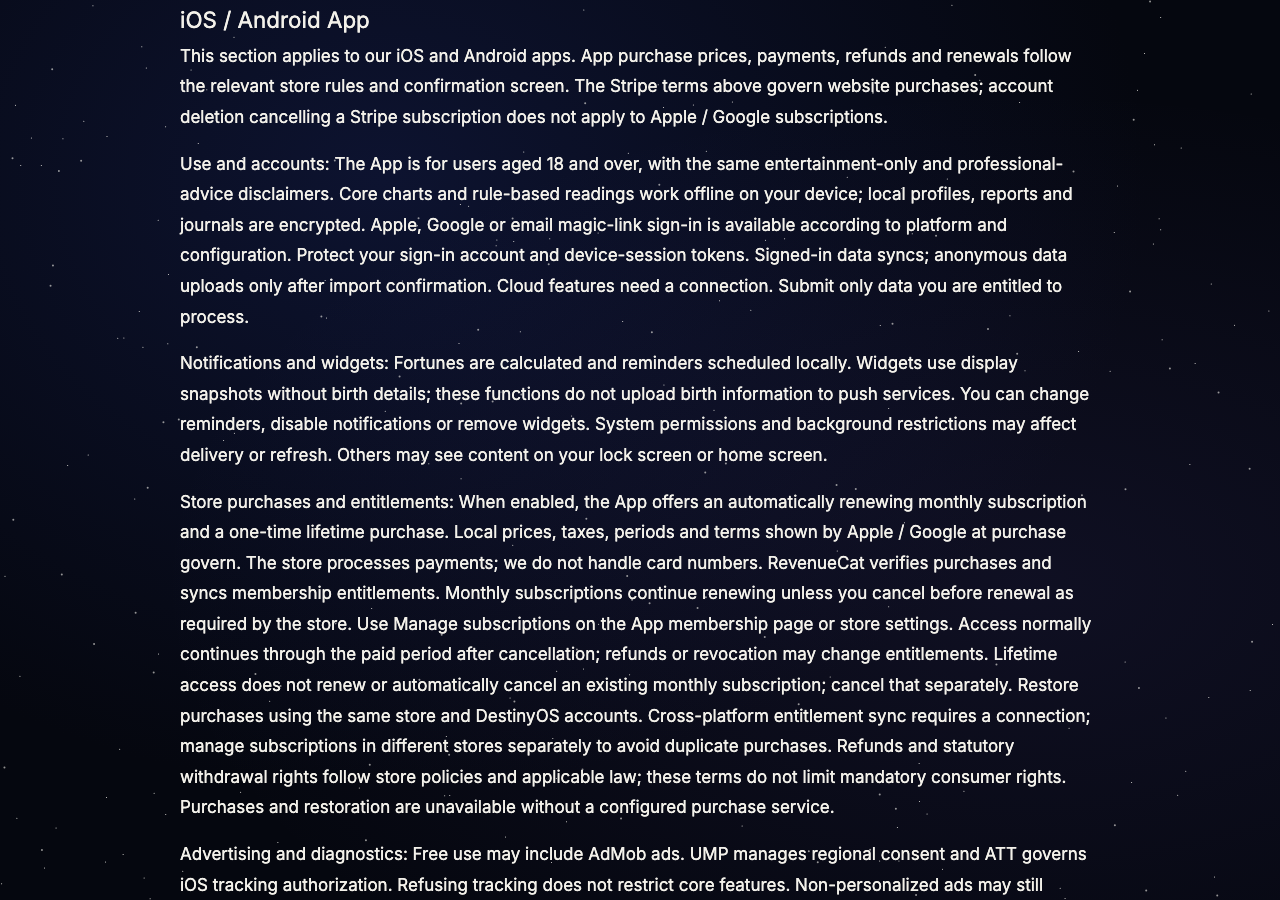 iOS / Android App
This section applies to our iOS and Android apps. App purchase prices, payments, refunds and renewals follow
the relevant store rules and confirmation screen. The Stripe terms above govern website purchases; account
deletion cancelling a Stripe subscription does not apply to Apple / Google subscriptions.
Use and accounts: The App is for users aged 18 and over, with the same entertainment-only and professional-
advice disclaimers. Core charts and rule-based readings work offline on your device; local profiles, reports and
journals are encrypted. Apple, Google or email magic-link sign-in is available according to platform and
configuration. Protect your sign-in account and device-session tokens. Signed-in data syncs; anonymous data
uploads only after import confirmation. Cloud features need a connection. Submit only data you are entitled to
process.
Notifications and widgets: Fortunes are calculated and reminders scheduled locally. Widgets use display
snapshots without birth details; these functions do not upload birth information to push services. You can change
reminders, disable notifications or remove widgets. System permissions and background restrictions may affect
delivery or refresh. Others may see content on your lock screen or home screen.
Store purchases and entitlements: When enabled, the App offers an automatically renewing monthly subscription
and a one-time lifetime purchase. Local prices, taxes, periods and terms shown by Apple / Google at purchase
govern. The store processes payments; we do not handle card numbers. RevenueCat verifies purchases and
syncs membership entitlements. Monthly subscriptions continue renewing unless you cancel before renewal as
required by the store. Use Manage subscriptions on the App membership page or store settings. Access normally
continues through the paid period after cancellation; refunds or revocation may change entitlements. Lifetime
access does not renew or automatically cancel an existing monthly subscription; cancel that separately. Restore
purchases using the same store and DestinyOS accounts. Cross-platform entitlement sync requires a connection;
manage subscriptions in different stores separately to avoid duplicate purchases. Refunds and statutory
withdrawal rights follow store policies and applicable law; these terms do not limit mandatory consumer rights.
Purchases and restoration are unavailable without a configured purchase service.
Advertising and diagnostics: Free use may include AdMob ads. UMP manages regional consent and ATT governs
iOS tracking authorization. Refusing tracking does not restrict core features. Non-personalized ads may still